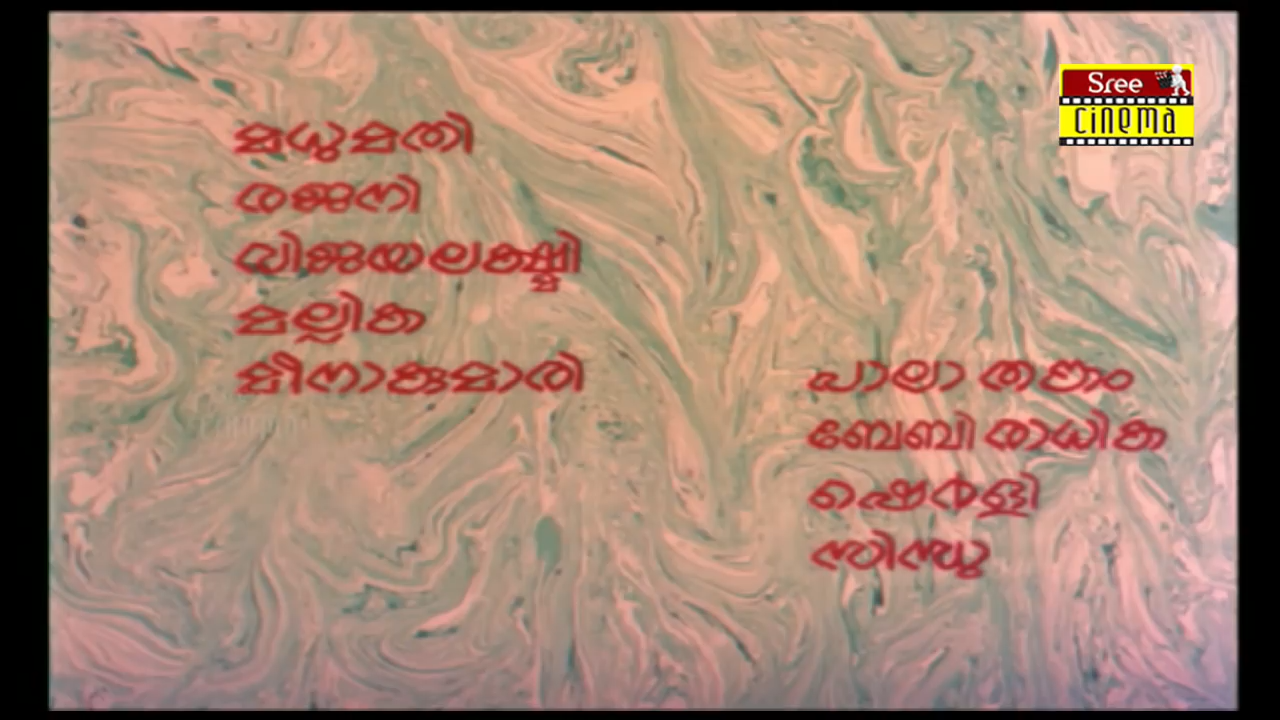 Sree
cinema
മധുമതി
രജനി
വിജയലക്ഷ്മി
മല്ലിക
മീനാകുമാരി
പാലാ തങ്കം
ബേബി രാധിക
ഷെർളി
സിന്ധു